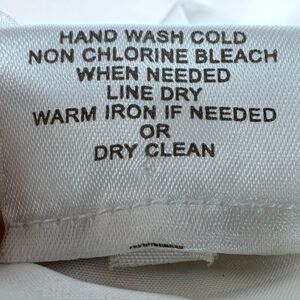 HAND WASH COLD
NON CHLORINE BLEACH
WHEN NEEDED
LINE DRY
WARM IRON IF NEEDED
OR
DRY CLEAN